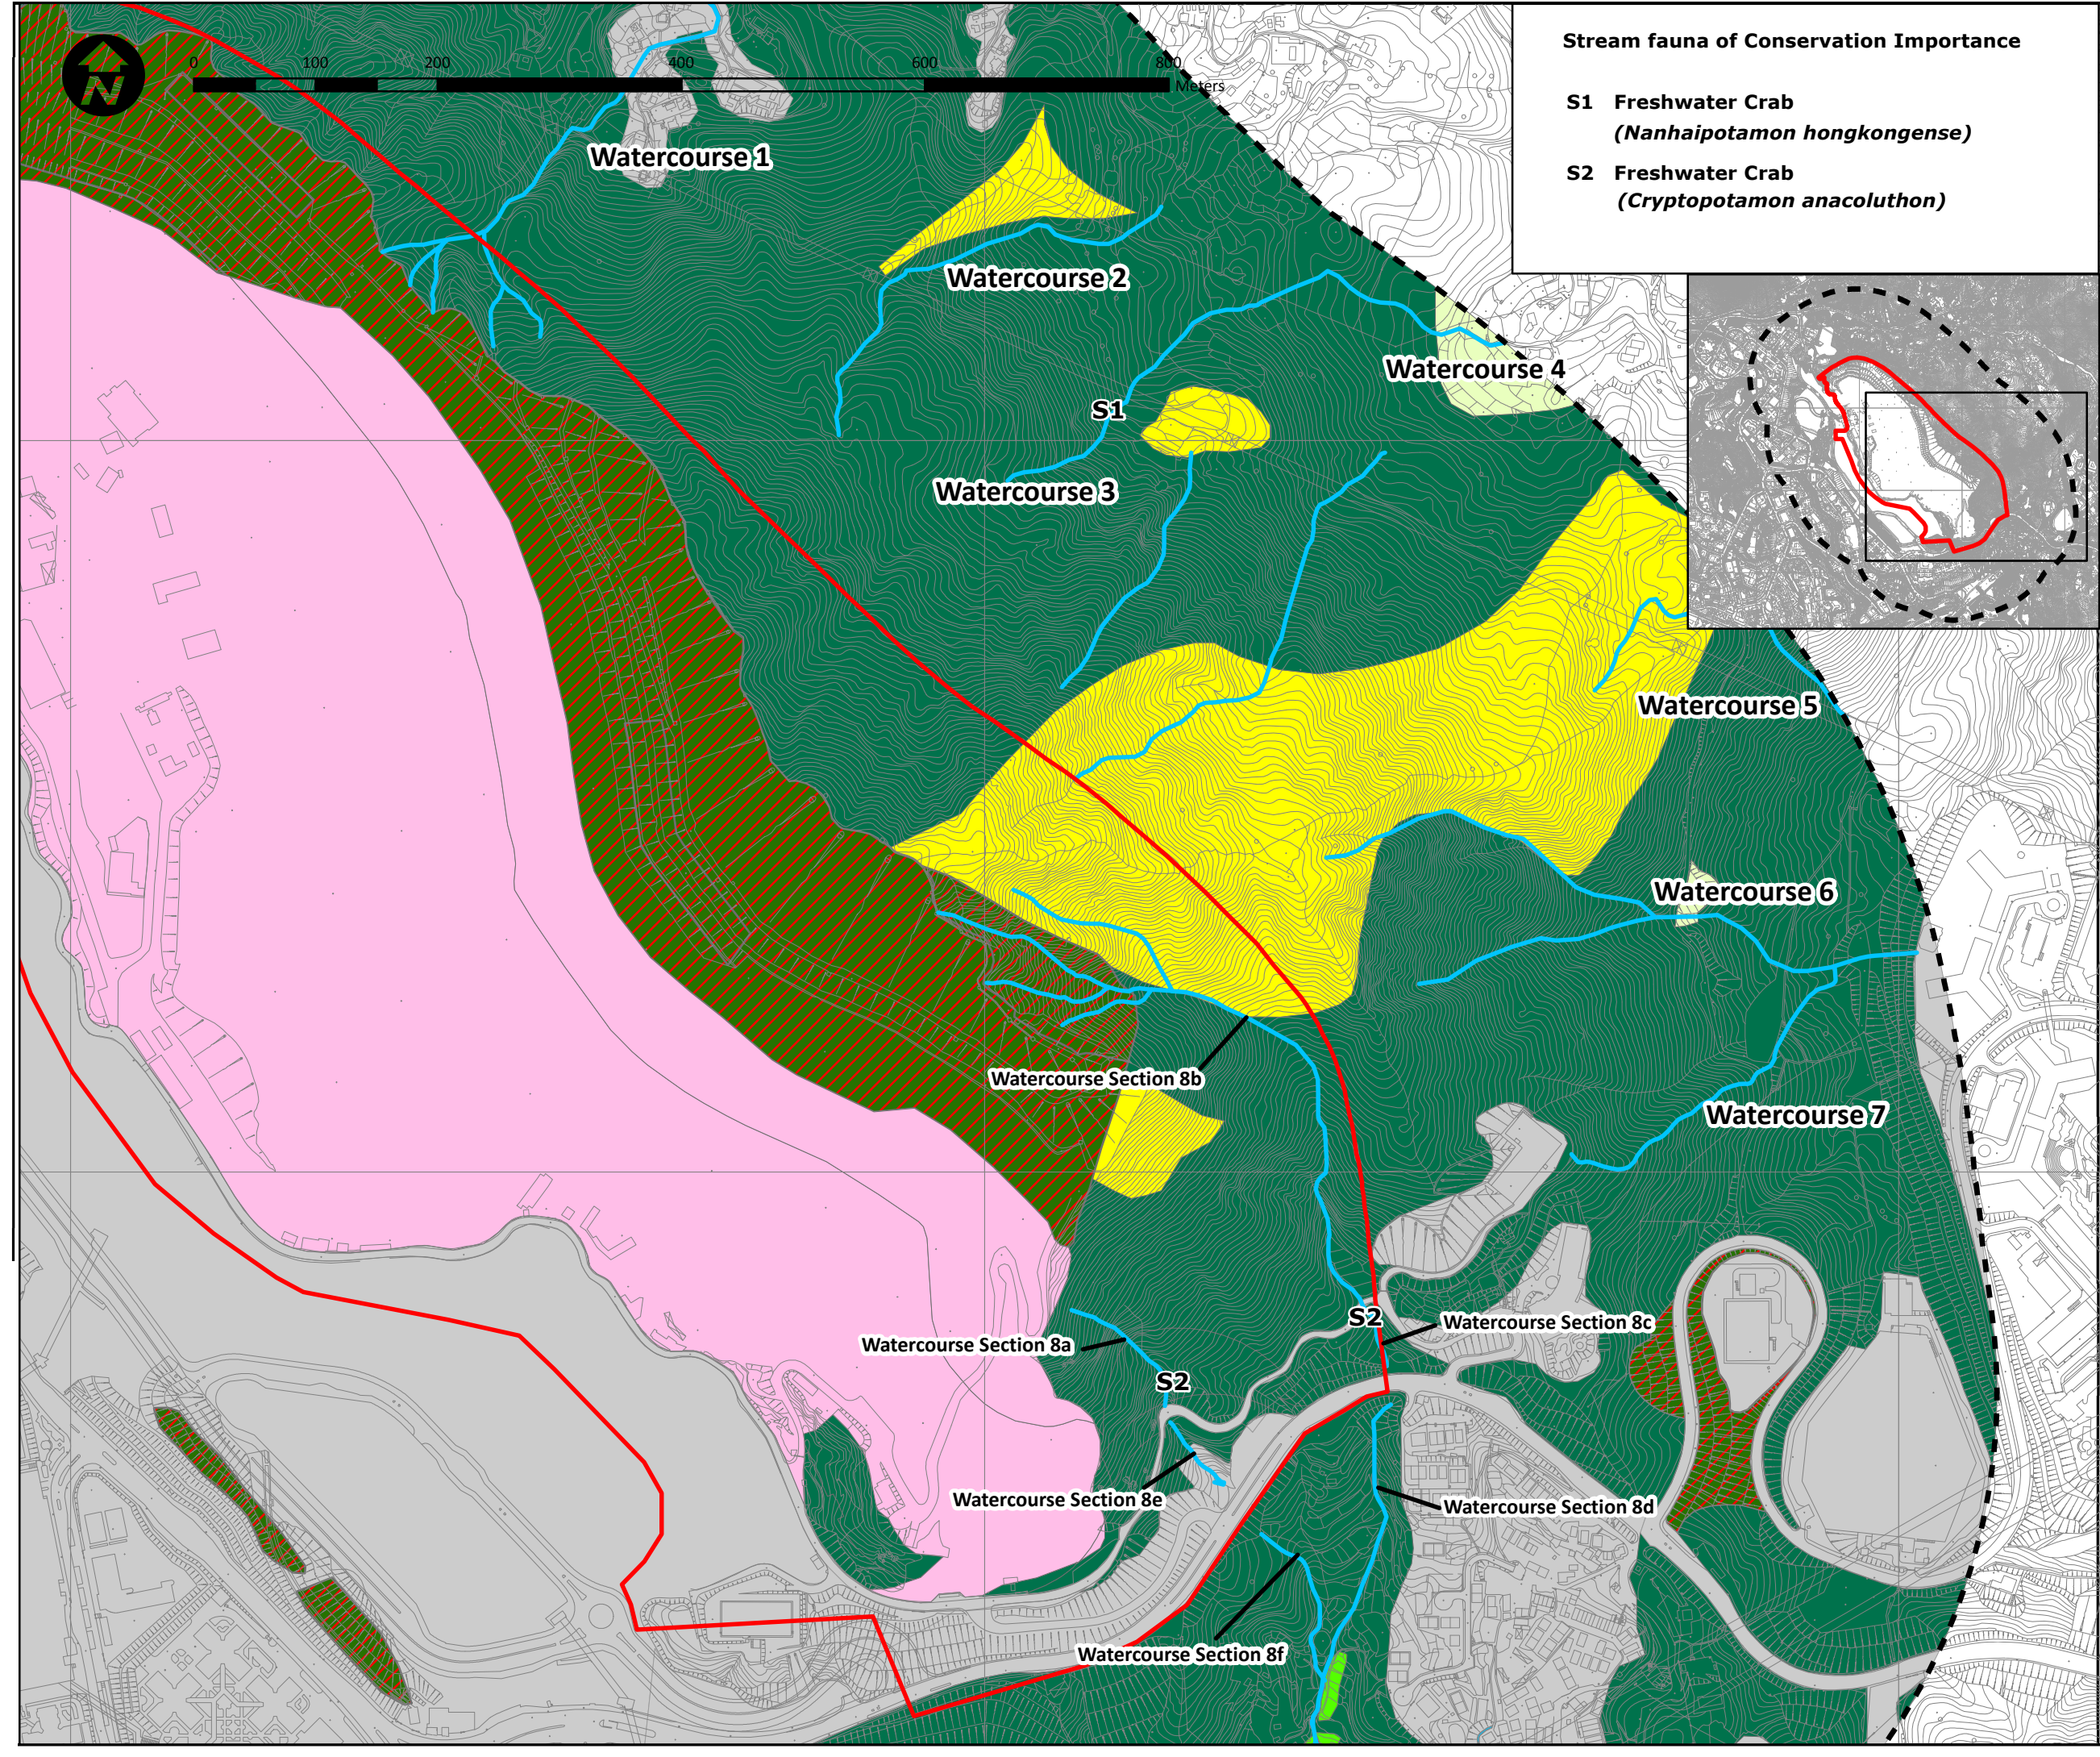 Stream fauna of Conservation Importance
S1 Freshwater Crab
(Nanhaipotamon hongkongense)
S2 Freshwater Crab
(Cryptopotamon anacoluthon)
N
0 100 200 400 600 800
Meters
Watercourse 1
Watercourse 2
Watercourse 4
S1
Watercourse 3
Watercourse 5
Watercourse 6
Watercourse Section 8b
Watercourse 7
S2
Watercourse Section 8c
Watercourse Section 8a
S2
Watercourse Section 8e
Watercourse Section 8d
Watercourse Section 8f